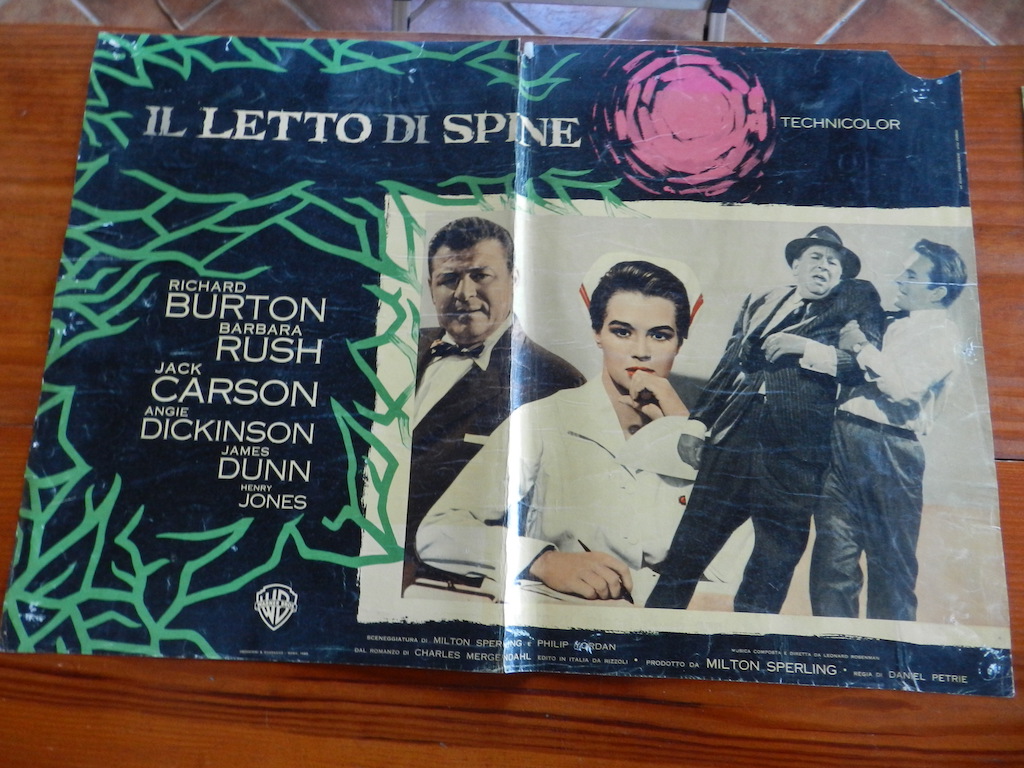 IL LETTO DI SPINE
TECHNICOLOR
RICHARD
BURTON
BARBARA
RUSH
JACK
CARSON
ANGIE
DICKINSON
JAMES
DUNN
HENRY
JONES
WB
SCENEGGIATURA DI MILTON SPERLING E PHILIP YORDAN
DAL ROMANZO DI CHARLES MERGENDAHL EDITO IN ITALIA DA RIZZOLI • PRODOTTO DA MILTON SPERLING • REGIA DI DANIEL PETRIE
MUSICA COMPOSTA E DIRETTA DA LEONARD ROSENMAN